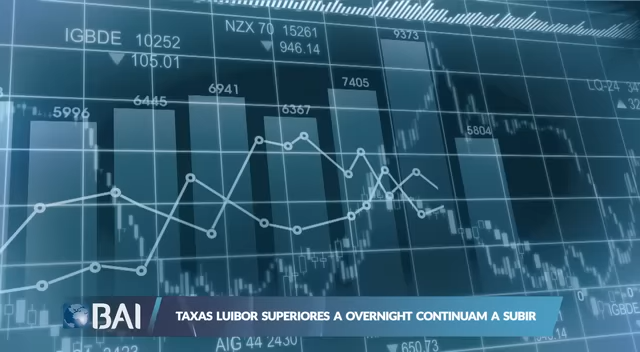 IGBDE 10252
▼ 105.01
NZX 70 15261
▼ 946.14
9373
7405
6941
6445
6367
5996
5804
LQ-24
BAI
TAXAS LUIBOR SUPERIORES A OVERNIGHT CONTINUAM A SUBIR
IGBDE
AIG 44 2430
▼ 650.73